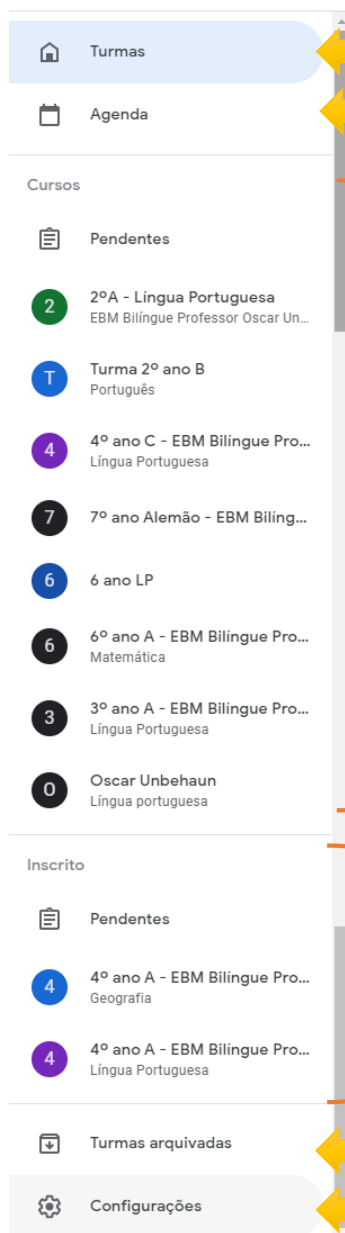 Turmas
Agenda
Cursos
Pendentes
2
2ºA - Língua Portuguesa
EBM Bilíngue Professor Oscar Un...
T
Turma 2º ano B
Português
4
4º ano C - EBM Bilíngue Pro...
Língua Portuguesa
7
7º ano Alemão - EBM Bilíng...
6
6 ano LP
6
6º ano A - EBM Bilíngue Pro...
Matemática
3
3º ano A - EBM Bilíngue Pro...
Língua Portuguesa
O
Oscar Unbehaun
Língua portuguesa
Inscrito
Pendentes
4
4º ano A - EBM Bilíngue Pro...
Geografia
4
4º ano A - EBM Bilíngue Pro...
Língua Portuguesa
Turmas arquivadas
Configurações